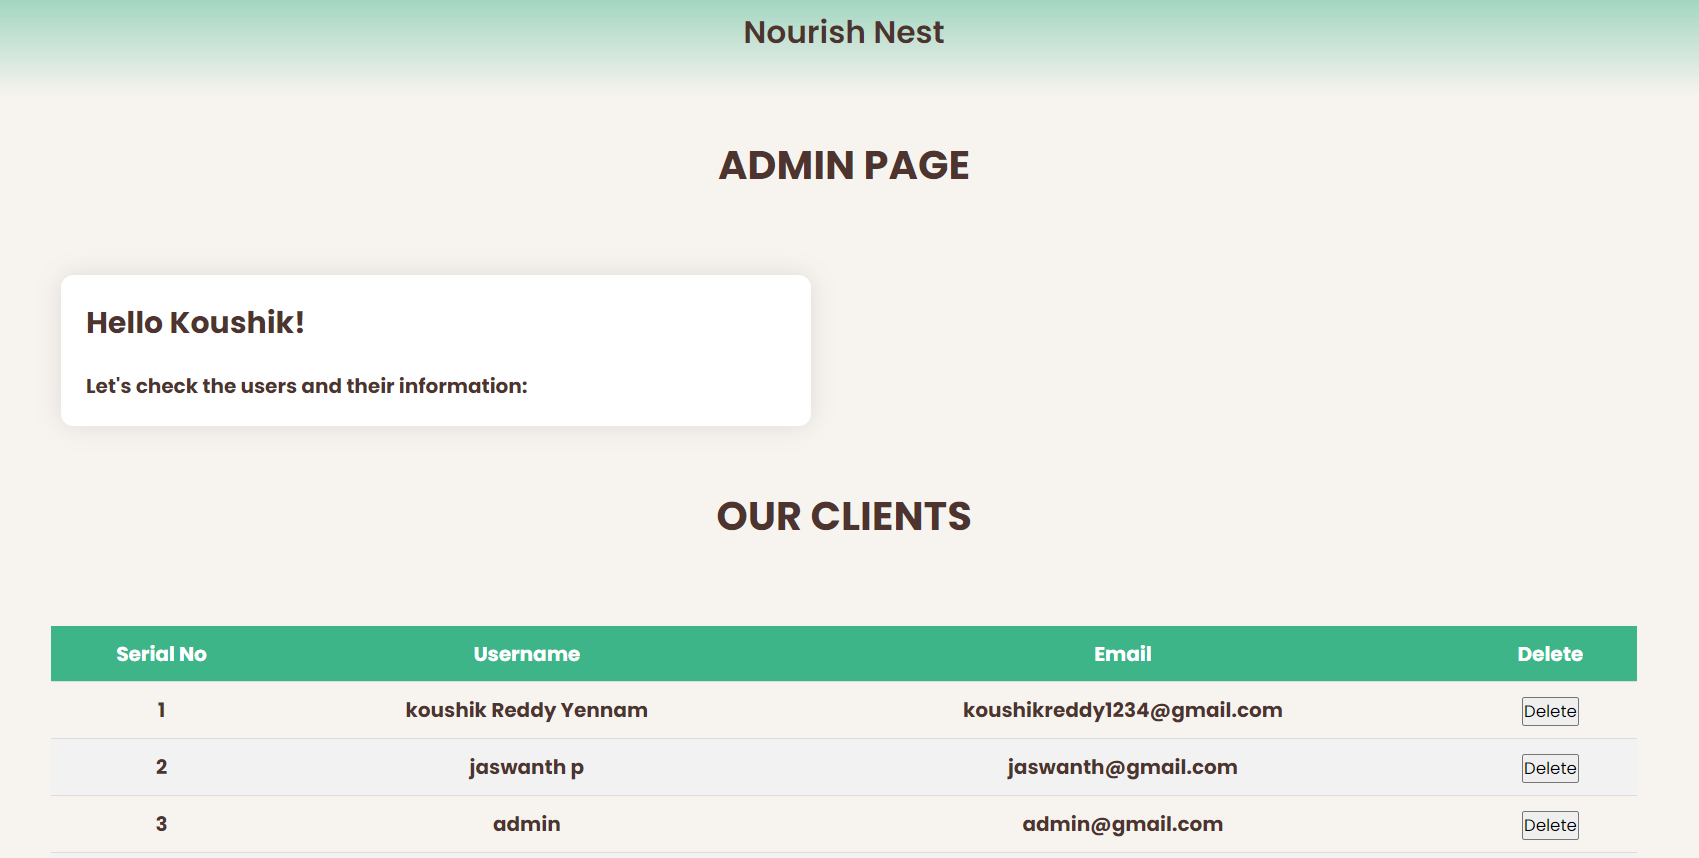 Nourish Nest
ADMIN PAGE
Hello Koushik!
Let's check the users and their information:
OUR CLIENTS
Serial No Username Email Delete
1 koushik Reddy Yennam koushikreddy1234@gmail.com Delete
2 jaswanth p jaswanth@gmail.com Delete
3 admin admin@gmail.com Delete